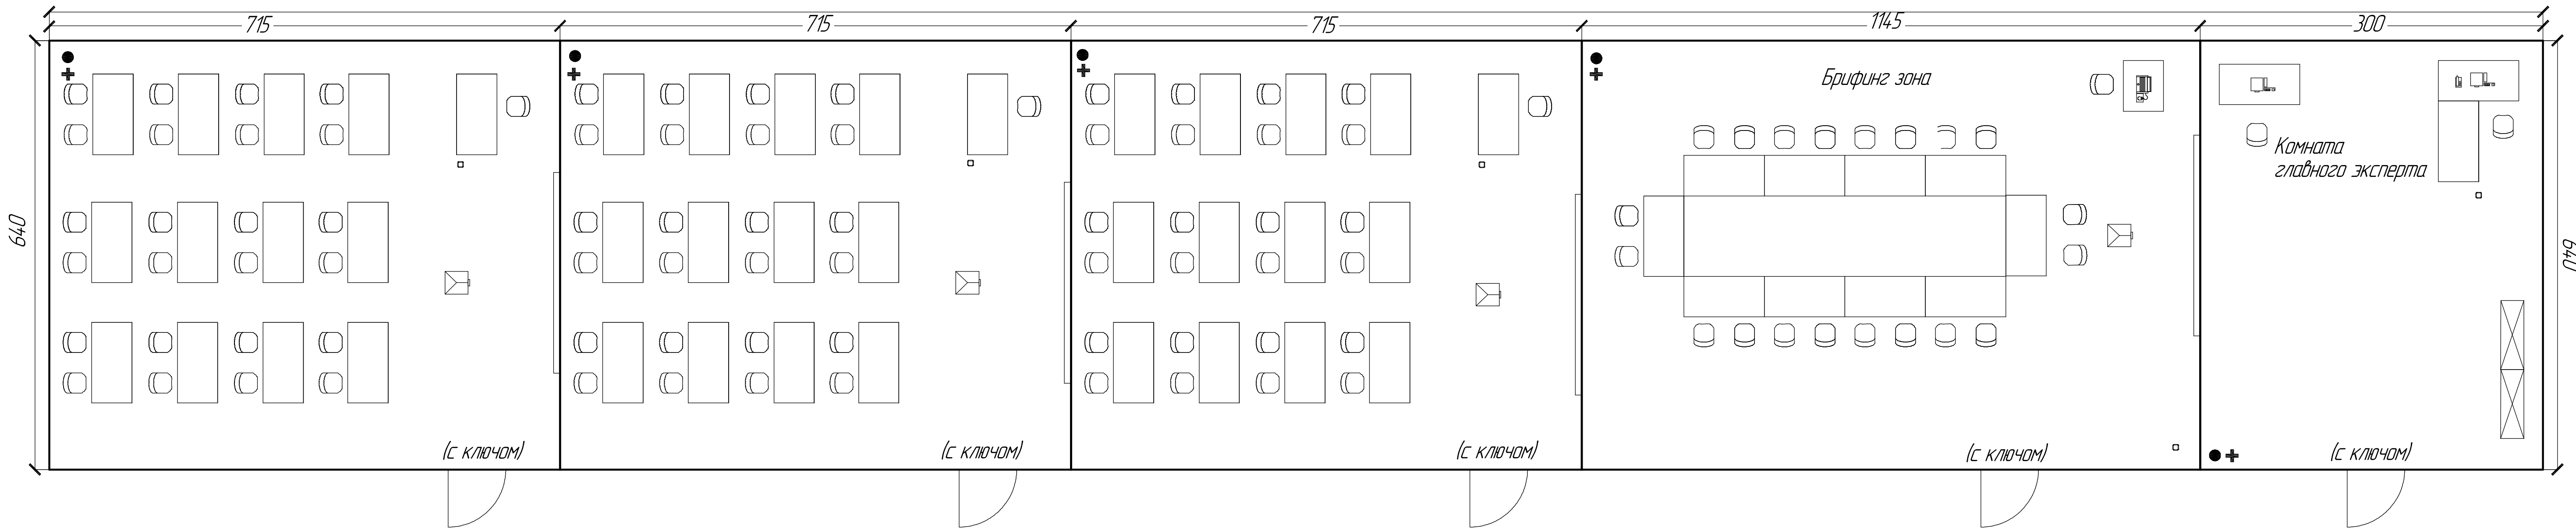 715
715
715
1145
300
640
Брифинг зона
Комната
главного эксперта
640
(с ключом)
(с ключом)
(с ключом)
(с ключом)
(с ключом)